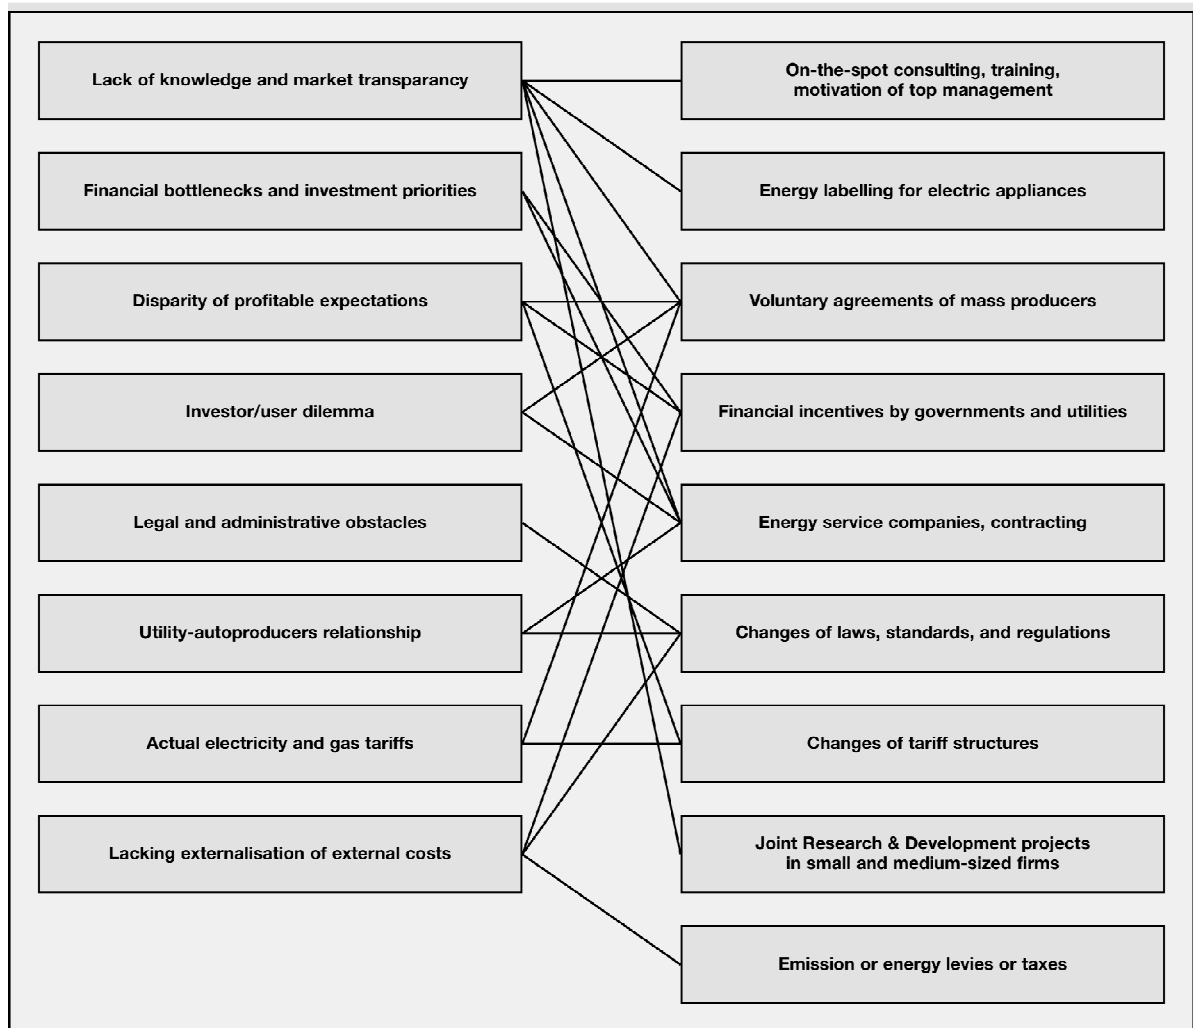 Lack of knowledge and market transparancy
Financial bottlenecks and investment priorities
Disparity of profitable expectations
Investor/user dilemma
Legal and administrative obstacles
Utility-autoproducers relationship
Actual electricity and gas tariffs
Lacking externalisation of external costs
On-the-spot consulting, training,
motivation of top management
Energy labelling for electric appliances
Voluntary agreements of mass producers
Financial incentives by governments and utilities
Energy service companies, contracting
Changes of laws, standards, and regulations
Changes of tariff structures
Joint Research & Development projects
in small and medium-sized firms
Emission or energy levies or taxes